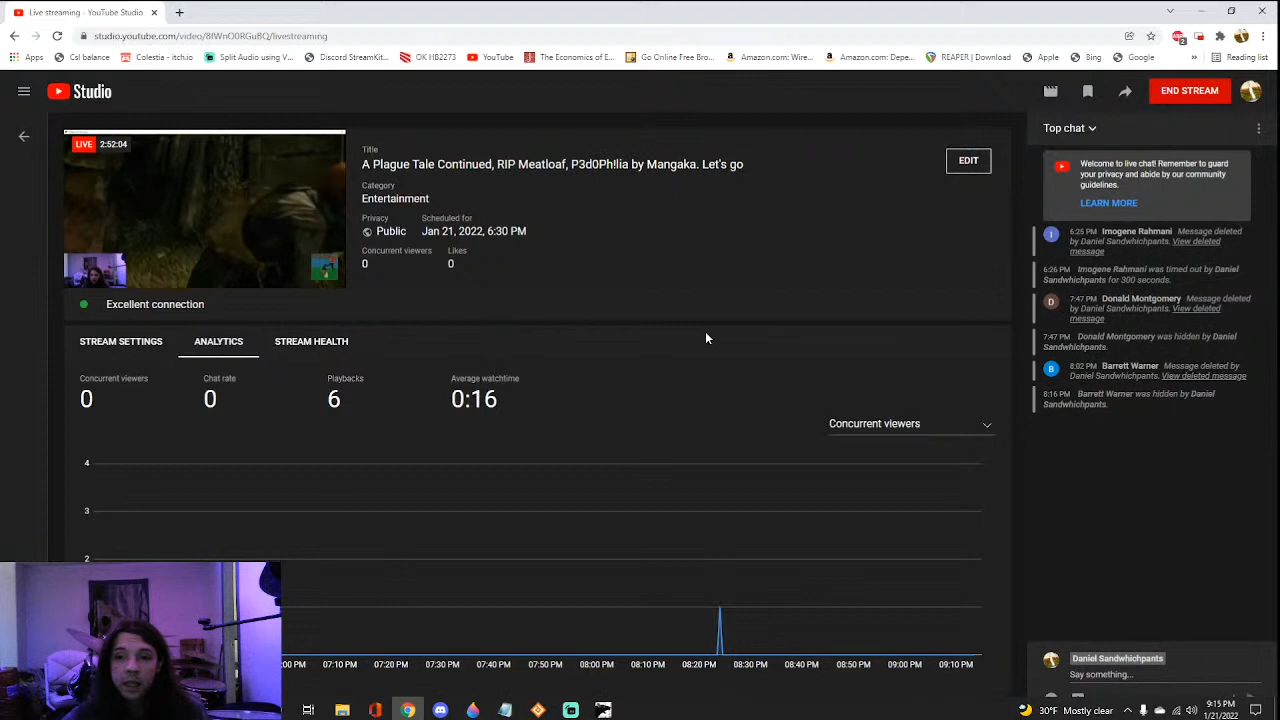 Live streaming - YouTube Studio
studio.youtube.com/video/8fWnO0RGuBQ/livestreaming
Apps Csl balance Colestia - itch.io Split Audio using V... Discord StreamKit... OK HB2273 YouTube The Economics of E... Go Online Free Bro... Amazon.com: Wire... Amazon.com: Depe... REAPER | Download Apple Bing Google » Reading list
Studio
END STREAM
LIVE 2:52:04
Title
A Plague Tale Continued, RIP Meatloaf, P3d0Ph!lia by Mangaka. Let's go
EDIT
Category
Entertainment
Privacy Scheduled for
Public Jan 21, 2022, 6:30 PM
Concurrent viewers Likes
0 0
Excellent connection
STREAM SETTINGS ANALYTICS STREAM HEALTH
Concurrent viewers Chat rate Playbacks Average watchtime
0 0 6 0:16
Concurrent viewers
4
3
2
:00 PM 07:10 PM 07:20 PM 07:30 PM 07:40 PM 07:50 PM 08:00 PM 08:10 PM 08:20 PM 08:30 PM 08:40 PM 08:50 PM 09:00 PM 09:10 PM
Top chat
Welcome to live chat! Remember to guard
your privacy and abide by our community
guidelines.
LEARN MORE
I 6:25 PM Imogene Rahmani Message deleted
by Daniel Sandwhichpants. View deleted
message
6:26 PM Imogene Rahmani was timed out by Daniel
Sandwhichpants for 300 seconds.
D 7:47 PM Donald Montgomery Message deleted
by Daniel Sandwhichpants. View deleted
message
7:47 PM Donald Montgomery was hidden by Daniel
Sandwhichpants.
B 8:02 PM Barrett Warner Message deleted
by Daniel Sandwhichpants. View deleted message
8:16 PM Barrett Warner was hidden by Daniel
Sandwhichpants.
Daniel Sandwhichpants
Say something...
30°F Mostly clear
9:15 PM
1/21/2022